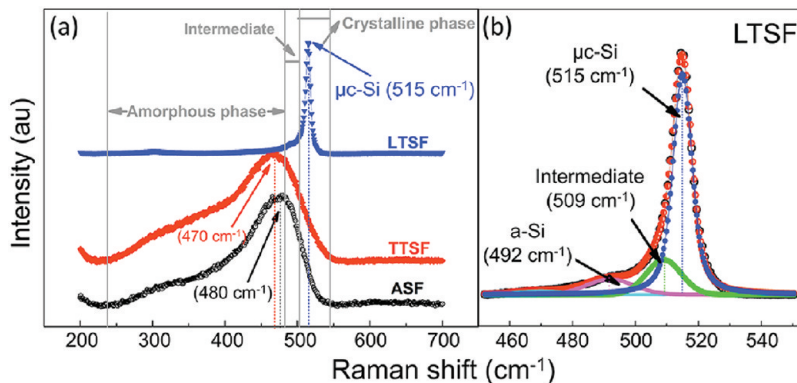 (a)
Intermediate
Crystalline phase
µc-Si (515 cm⁻¹)
Amorphous phase
LTSF
(470 cm⁻¹)
TTSF
(480 cm⁻¹)
ASF
200 300 400 500 600 700
Intensity (au)
(b)
LTSF
µc-Si
(515 cm⁻¹)
Intermediate
(509 cm⁻¹)
a-Si
(492 cm⁻¹)
460 480 500 520 540
Raman shift (cm⁻¹)